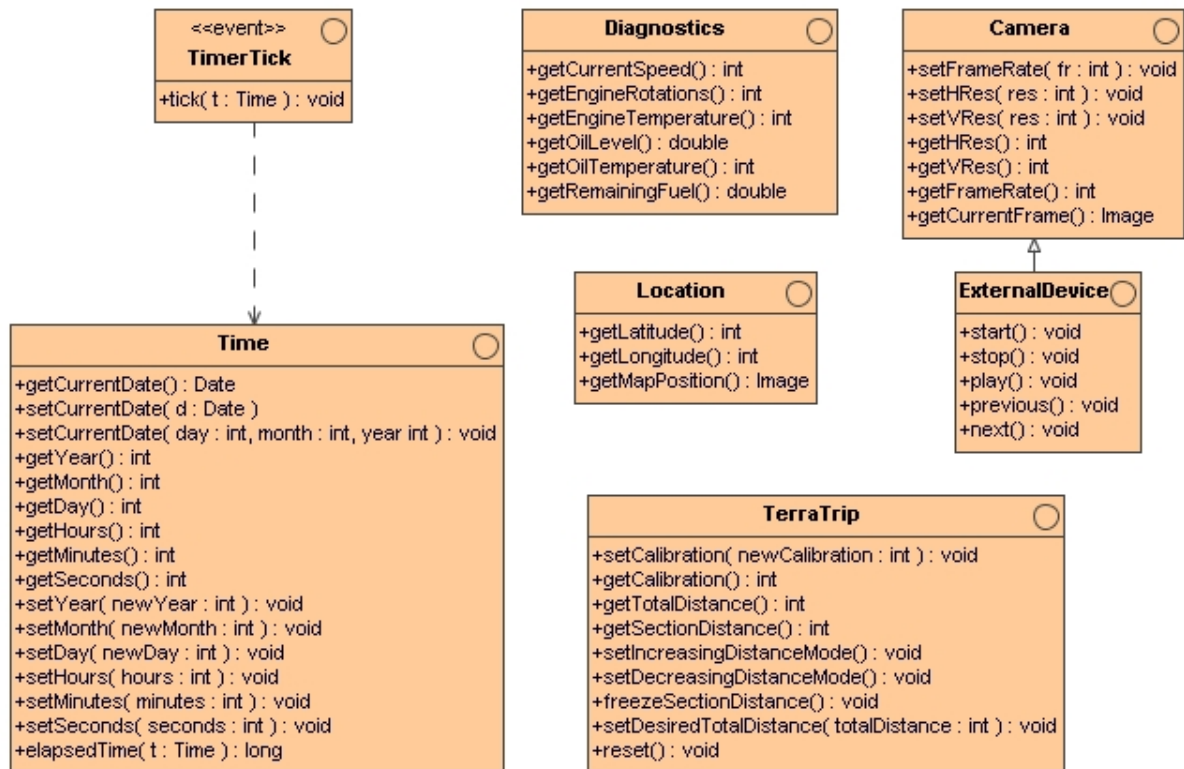 <<event>>
TimerTick
+tick( t : Time ) : void
Diagnostics
+getCurrentSpeed() : int
+getEngineRotations() : int
+getEngineTemperature() : int
+getOilLevel() : double
+getOilTemperature() : int
+getRemainingFuel() : double
Camera
+setFrameRate( fr : int ) : void
+setHRes( res : int ) : void
+setVRes( res : int ) : void
+getHRes() : int
+getVRes() : int
+getFrameRate() : int
+getCurrentFrame() : Image
Location
+getLatitude() : int
+getLongitude() : int
+getMapPosition() : Image
ExternalDevice
+start() : void
+stop() : void
+play() : void
+previous() : void
+next() : void
Time
+getCurrentDate() : Date
+setCurrentDate( d : Date )
+setCurrentDate( day : int, month : int, year int ) : void
+getYear() : int
+getMonth() : int
+getDay() : int
+getHours() : int
+getMinutes() : int
+getSeconds() : int
+setYear( newYear : int ) : void
+setMonth( newMonth : int ) : void
+setDay( newDay : int ) : void
+setHours( hours : int ) : void
+setMinutes( minutes : int ) : void
+setSeconds( seconds : int ) : void
+elapsedTime( t : Time ) : long
TerraTrip
+setCalibration( newCalibration : int ) : void
+getCalibration() : int
+getTotalDistance() : int
+getSectionDistance() : int
+setIncreasingDistanceMode() : void
+setDecreasingDistanceMode() : void
+freezeSectionDistance() : void
+setDesiredTotalDistance( totalDistance : int ) : void
+reset() : void